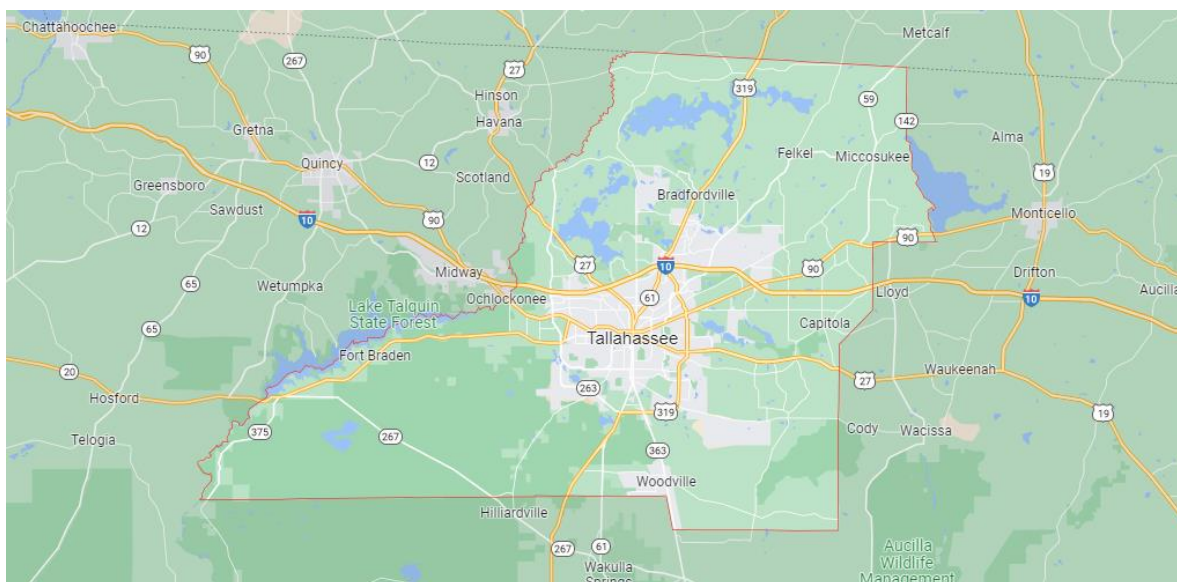 Chattahoochee
Metcalf
90
267
27
319
Hinson
Havana
59
142
Alma
Gretna
Quincy
12
Felkel
Miccosukee
19
Greensboro
Scotland
Sawdust
Bradfordville
10
90
Monticello
12
90
Midway
27
10
90
Drifton
65
Wetumpka
Ochlockonee
61
Lloyd
10
Aucilla
Lake Talquin
State Forest
Capitola
65
Tallahassee
Fort Braden
20
Hosford
263
27
Waukeenah
319
19
375
267
Cody
Wacissa
Telogia
363
Woodville
Hilliardville
267
61
Wakulla
Springs
Aucilla
Wildlife
Management